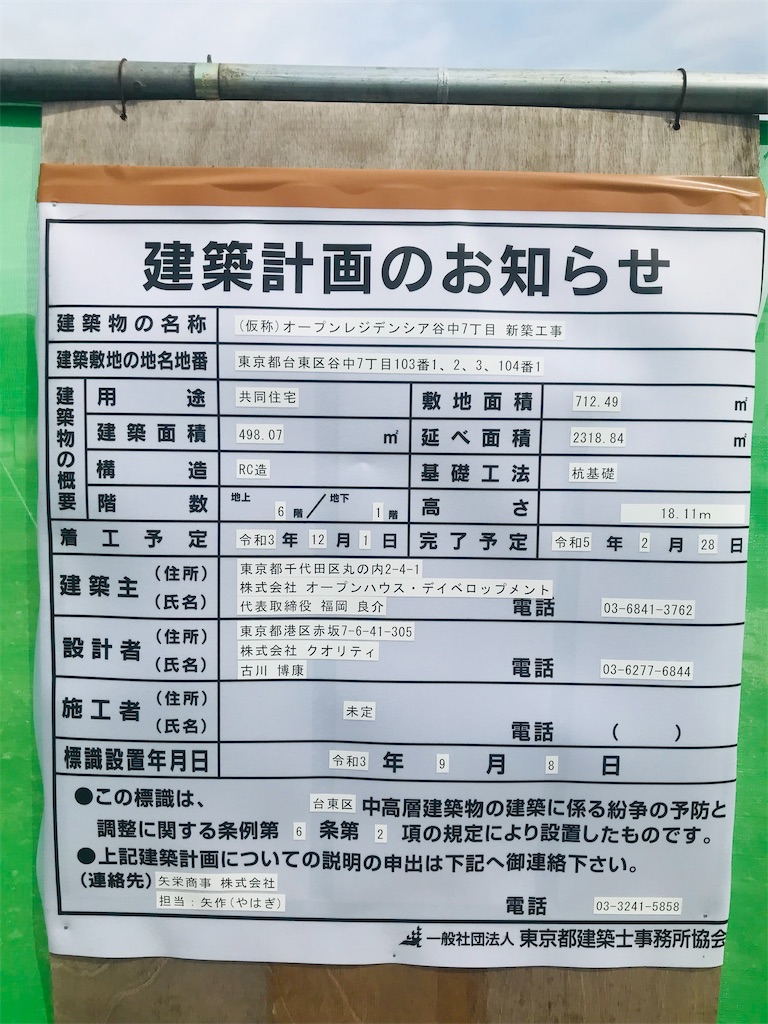 建築計画のお知らせ
建築物の名称 (仮称)オープンレジデンシア谷中7丁目 新築工事
建築敷地の地名地番 東京都台東区谷中7丁目103番1、2、3、104番1
建築物の概要
用途 共同住宅 敷地面積 712.49 ㎡
建築面積 498.07 ㎡ 延べ面積 2318.84 ㎡
構造 RC造 基礎工法 杭基礎
階数 地上 6 階 / 地下 1 階 高さ 18.11m
着工予定 令和3 年 12 月 1 日 完了予定 令和5 年 2 月 28 日
建築主 (住所) 東京都千代田区丸の内2-4-1
株式会社 オープンハウス・デイベロップメント
(氏名) 代表取締役 福岡 良介 電話 03-6841-3762
設計者 (住所) 東京都港区赤坂7-6-41-305
株式会社 クオリティ
(氏名) 古川 博康 電話 03-6277-6844
施工者 (住所) 未定
(氏名) 電話 ( )
標識設置年月日 令和3 年 9 月 8 日
●この標識は、 台東区 中高層建築物の建築に係る紛争の予防と
調整に関する条例第 6 条第 2 項の規定により設置したものです。
●上記建築計画についての説明の申出は下記へ御連絡下さい。
(連絡先) 矢栄商事 株式会社
担当:矢作(やはぎ) 電話 03-3241-5858
一般社団法人 東京都建築士事務所協会